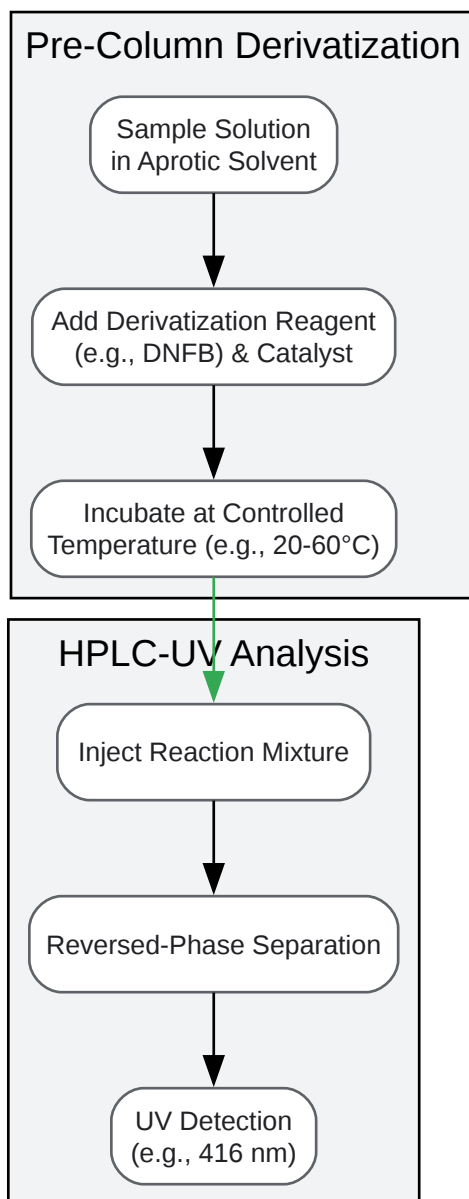 Pre-Column Derivatization
Sample Solution
in Aprotic Solvent
Add Derivatization Reagent
(e.g., DNFB) & Catalyst
Incubate at Controlled
Temperature (e.g., 20-60°C)
HPLC-UV Analysis
Inject Reaction Mixture
Reversed-Phase Separation
UV Detection
(e.g., 416 nm)